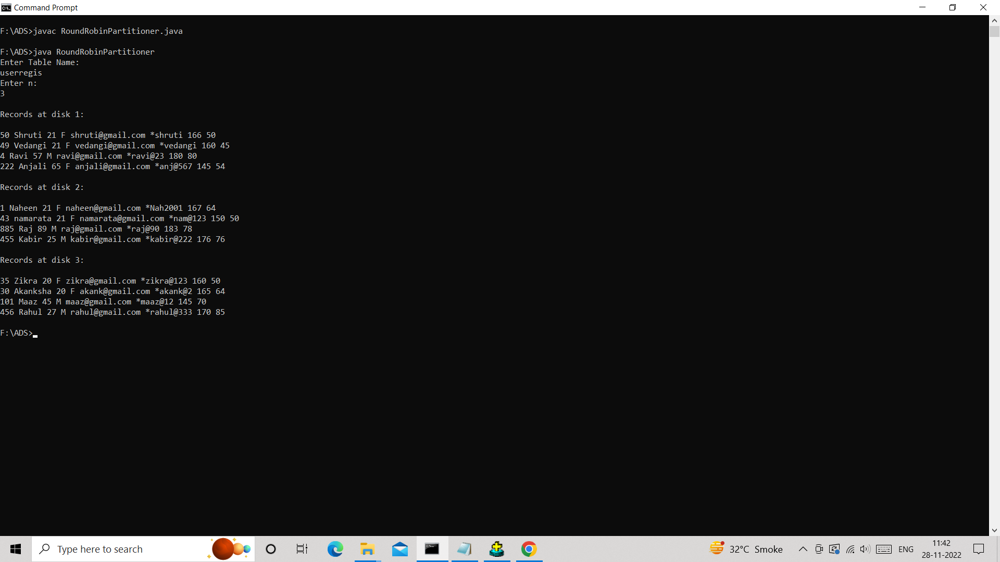 Command Prompt
F:\ADS>javac RoundRobinPartitioner.java
F:\ADS>java RoundRobinPartitioner
Enter Table Name:
userregis
Enter n:
3
Records at disk 1:
50 Shruti 21 F shruti@gmail.com *shruti 166 50
49 Vedangi 21 F vedangi@gmail.com *vedangi 160 45
4 Ravi 57 M ravi@gmail.com *ravi@23 180 80
222 Anjali 65 F anjali@gmail.com *anj@567 145 54
Records at disk 2:
1 Naheen 21 F naheen@gmail.com *Nah2001 167 64
43 namarata 21 F namarata@gmail.com *nam@123 150 50
885 Raj 89 M raj@gmail.com *raj@90 183 78
455 Kabir 25 M kabir@gmail.com *kabir@222 176 76
Records at disk 3:
35 Zikra 20 F zikra@gmail.com *zikra@123 160 50
30 Akanksha 20 F akank@gmail.com *akank@2 165 64
101 Maaz 45 M maaz@gmail.com *maaz@12 145 70
456 Rahul 27 M rahul@gmail.com *rahul@333 170 85
F:\ADS>
Type here to search
32°C Smoke
ENG
11:42
28-11-2022